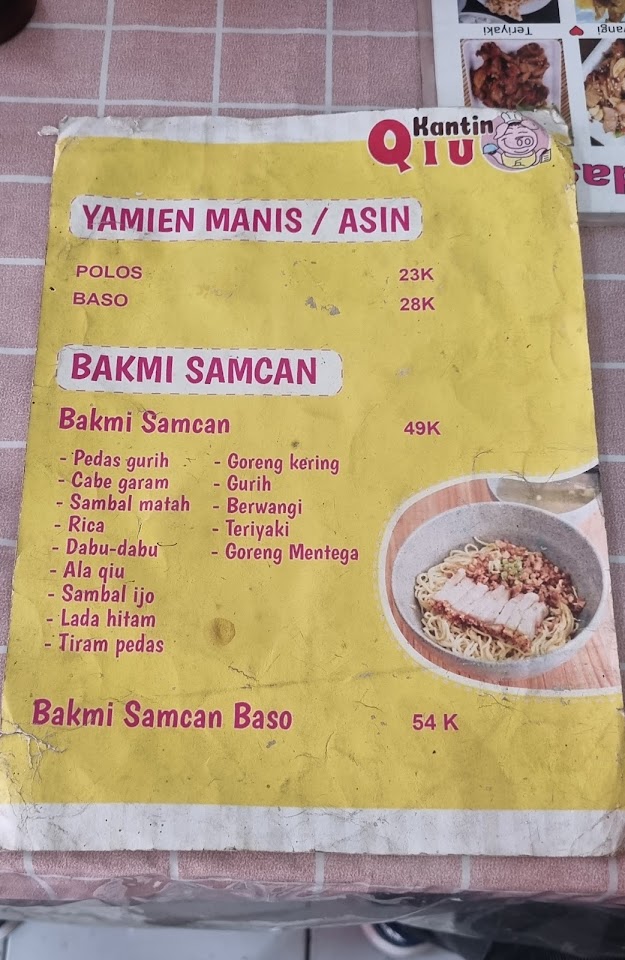 Teriyaki
Kantin
QIU
YAMIEN MANIS / ASIN
POLOS 23K
BASO 28K
BAKMI SAMCAN
Bakmi Samcan 49K
- Pedas gurih
- Cabe garam
- Sambal matah
- Rica
- Dabu-dabu
- Ala qiu
- Sambal ijo
- Lada hitam
- Tiram pedas
- Goreng kering
- Gurih
- Berwangi
- Teriyaki
- Goreng Mentega
Bakmi Samcan Baso 54 K